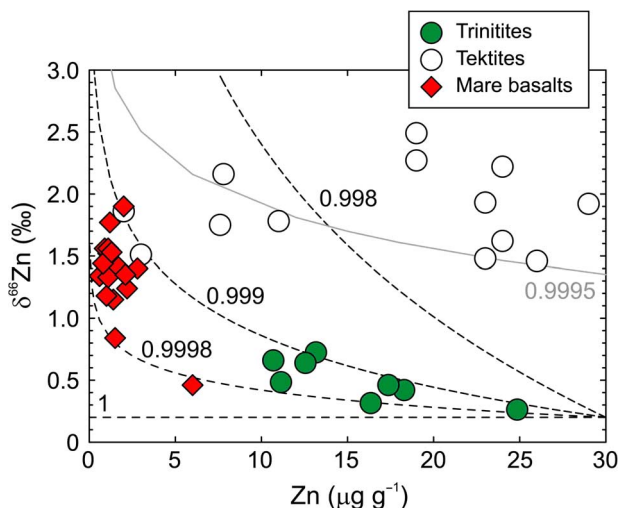 Trinitites
Tektites
Mare basalts
3.0
2.5
2.0
1.5
1.0
0.5
0
δ⁶⁶Zn (‰)
0.998
0.999
0.9995
0.9998
1
0 5 10 15 20 25 30
Zn (μg g⁻¹)